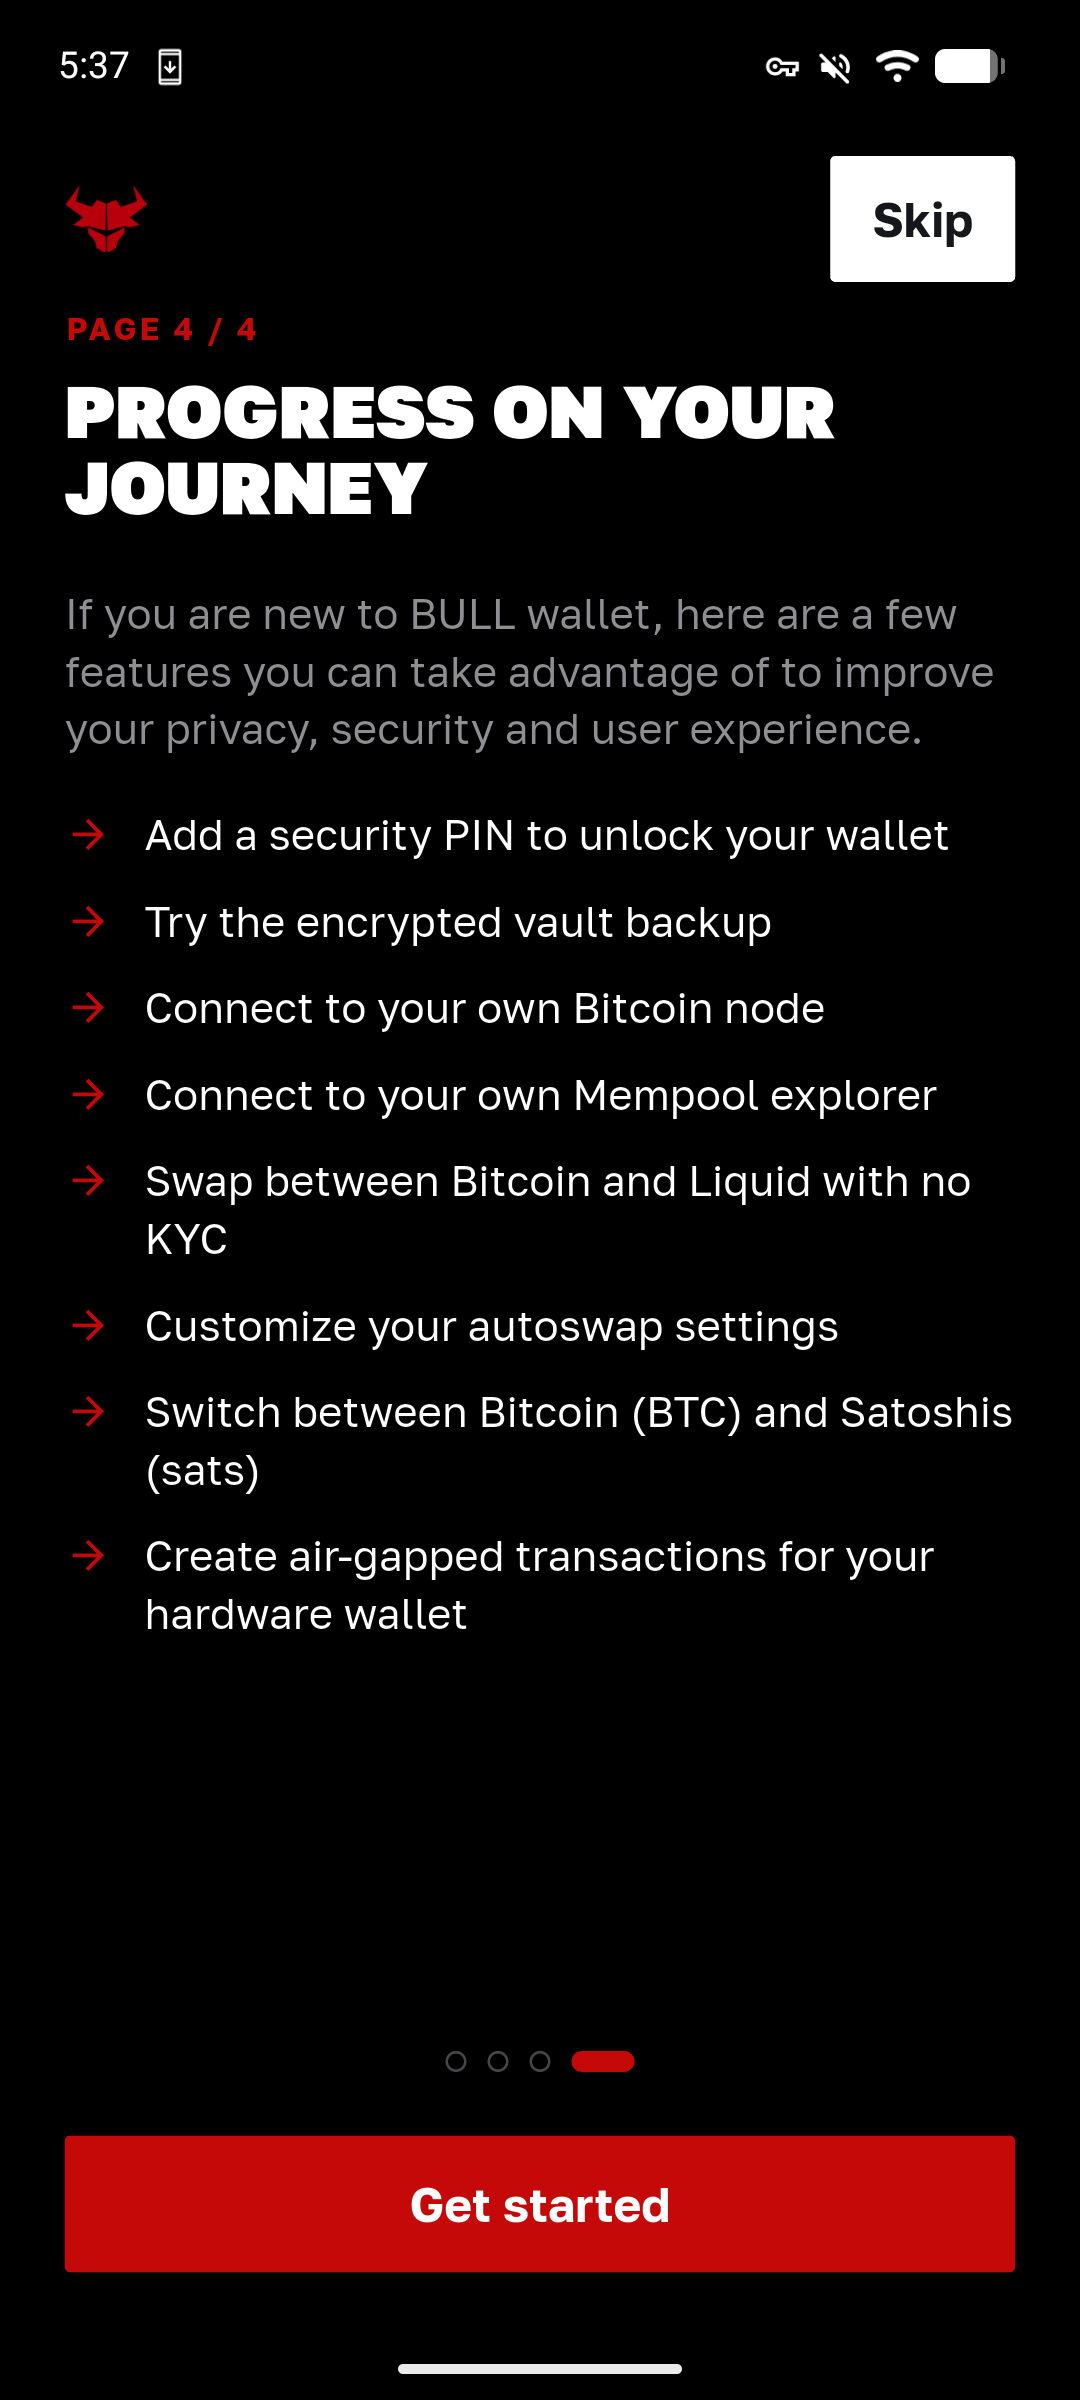 5:37
Skip
PAGE 4 / 4
PROGRESS ON YOUR
JOURNEY
If you are new to BULL wallet, here are a few
features you can take advantage of to improve
your privacy, security and user experience.
Add a security PIN to unlock your wallet
Try the encrypted vault backup
Connect to your own Bitcoin node
Connect to your own Mempool explorer
Swap between Bitcoin and Liquid with no
KYC
Customize your autoswap settings
Switch between Bitcoin (BTC) and Satoshis
(sats)
Create air-gapped transactions for your
hardware wallet
Get started